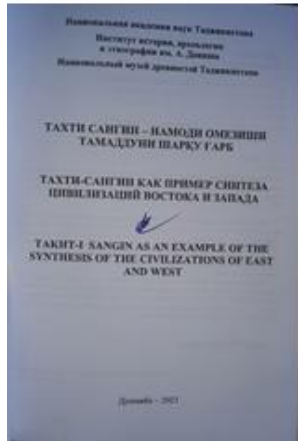 Национальная академия наук Таджикистана
Институт истории, археологии
и этнографии им. А. Дониша
Национальный музей древностей Таджикистана
ТАХТИ САНГИН – НАМОДИ ОМЕЗИШИ
ТАМАДДУНИ ШАРҚУ ҒАРБ
ТАХТИ-САНГИН КАК ПРИМЕР СИНТЕЗА
ЦИВИЛИЗАЦИЙ ВОСТОКА И ЗАПАДА
TAKHT-I SANGIN AS AN EXAMPLE OF THE
SYNTHESIS OF THE CIVILIZATIONS OF EAST
AND WEST
Душанбе – 2023